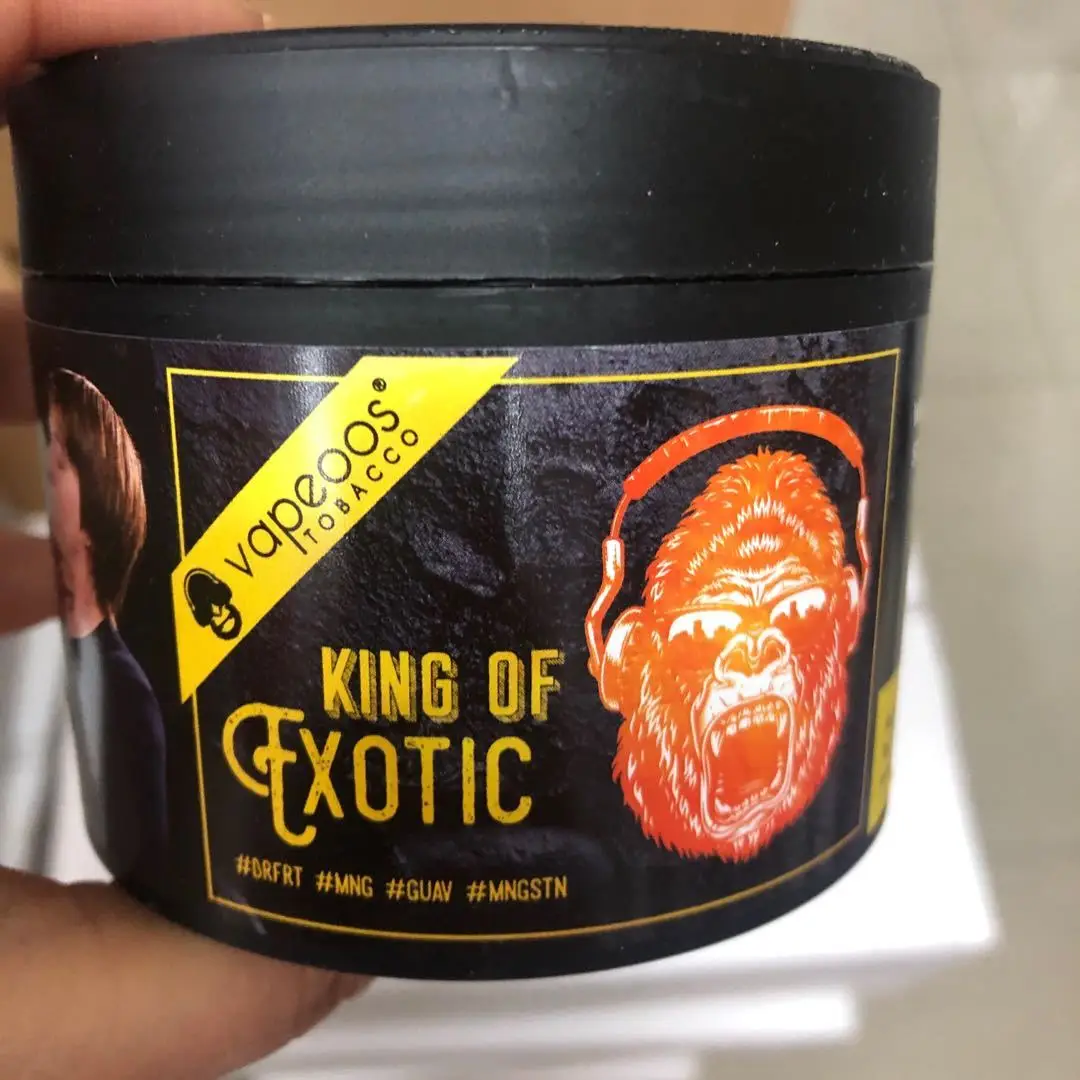 vapeoos®
TOBACCO
KING OF
EXOTIC
#DRFRT #MNG #GUAV #MNGSTN